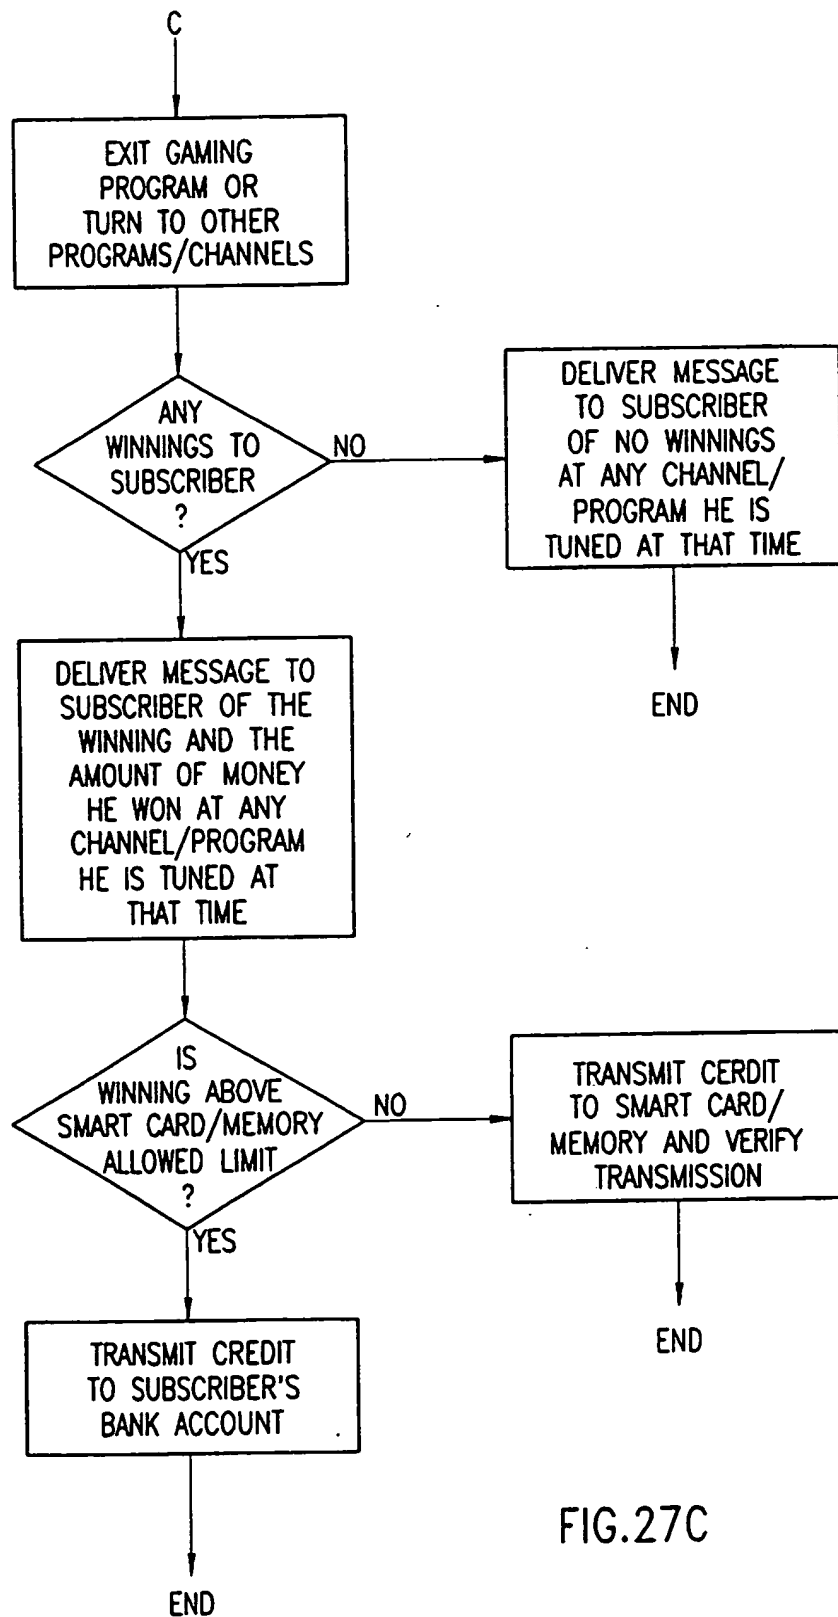 C
EXIT GAMING
PROGRAM OR
TURN TO OTHER
PROGRAMS/CHANNELS
ANY
WINNINGS TO
SUBSCRIBER
?
NO
DELIVER MESSAGE
TO SUBSCRIBER
OF NO WINNINGS
AT ANY CHANNEL/
PROGRAM HE IS
TUNED AT THAT TIME
END
YES
DELIVER MESSAGE TO
SUBSCRIBER OF THE
WINNING AND THE
AMOUNT OF MONEY
HE WON AT ANY
CHANNEL/PROGRAM
HE IS TUNED AT
THAT TIME
IS
WINNING ABOVE
SMART CARD/MEMORY
ALLOWED LIMIT
?
NO
TRANSMIT CERDIT
TO SMART CARD/
MEMORY AND VERIFY
TRANSMISSION
END
YES
TRANSMIT CREDIT
TO SUBSCRIBER'S
BANK ACCOUNT
END
FIG.27C